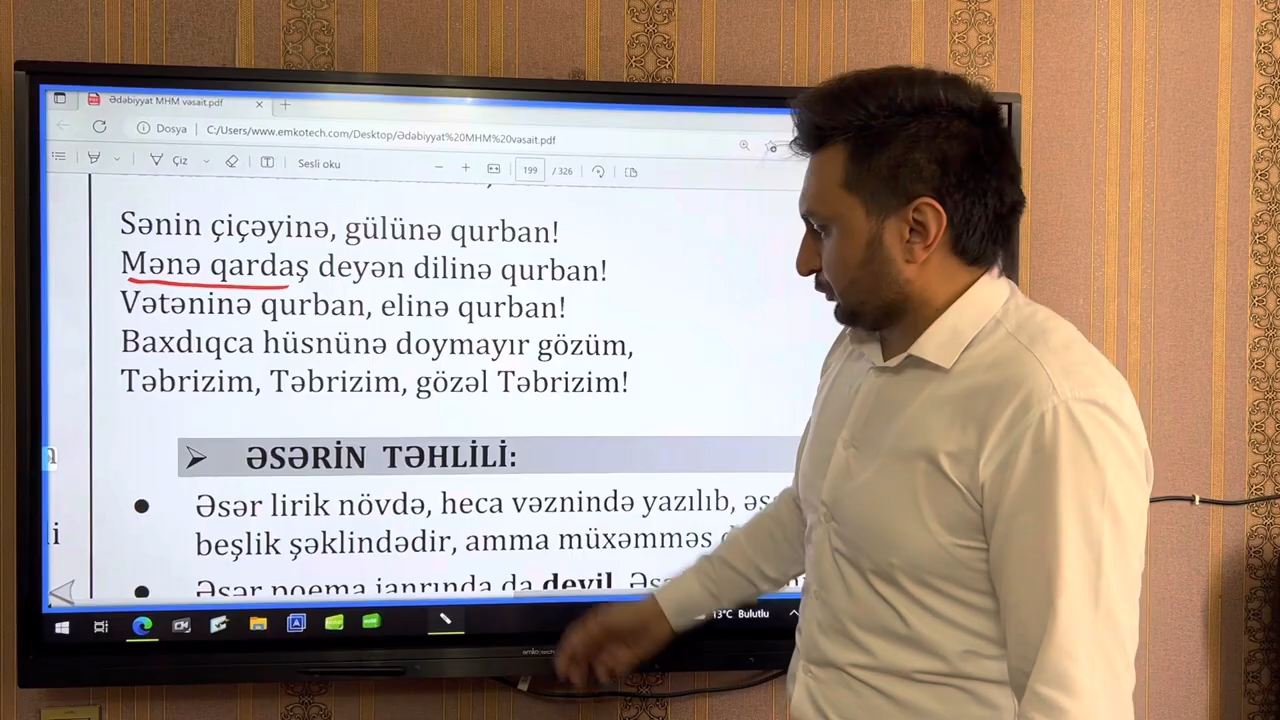 Ədəbiyyat MHM vəsait.pdf
Dosya C:/Users/www.emkotech.com/Desktop/Ədəbiyyat%20MHM%20vəsait.pdf
Çiz Sesli oku 199 / 326
Sənin çiçəyinə, gülünə qurban!
Mənə qardaş deyən dilinə qurban!
Vətəninə qurban, elinə qurban!
Baxdıqca hüsnünə doymayır gözüm,
Təbrizim, Təbrizim, gözəl Təbrizim!
ƏSƏRİN TƏHLİLİ:
Əsər lirik növdə, heca vəznində yazılıb,
beşlik şəklindədir, amma müxəmməs
Əsər poema janrında da deyil.
13°C Bulutlu
emko tech